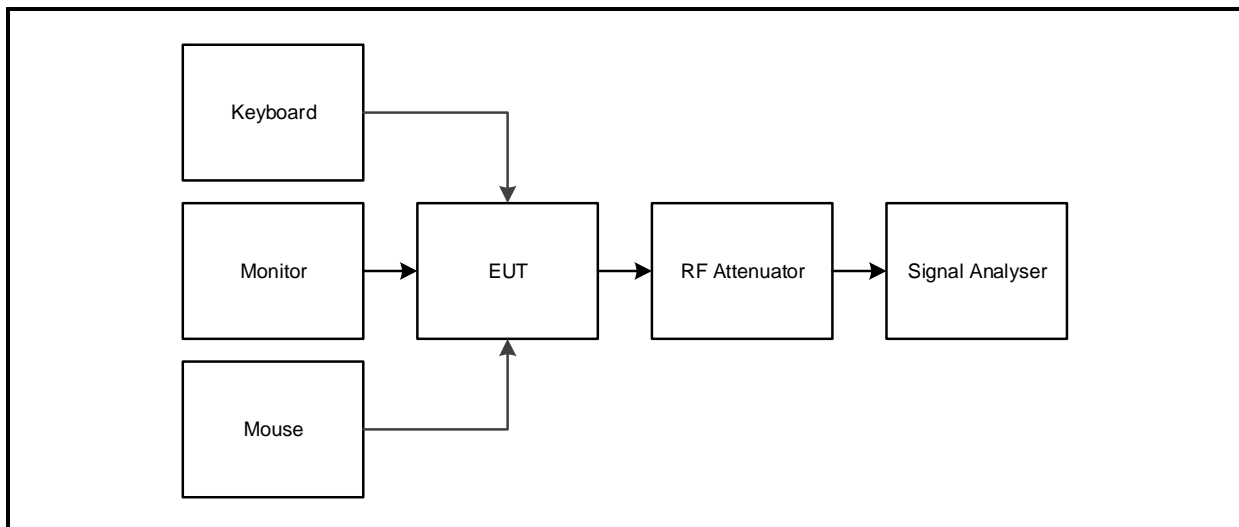 Keyboard
Monitor
EUT
RF Attenuator
Signal Analyser
Mouse